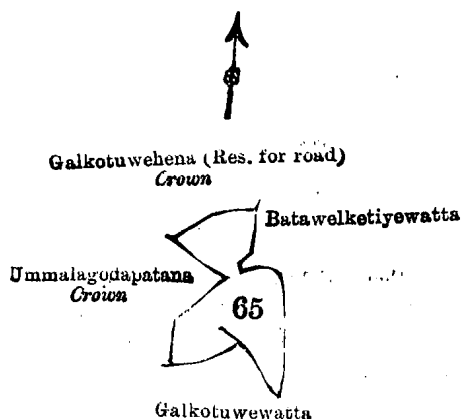 Galkotuwehena (Res. for road)
Crown
Batawelketiyewatta
Ummalagodapatana
Crown
65
Galkotuwewatta